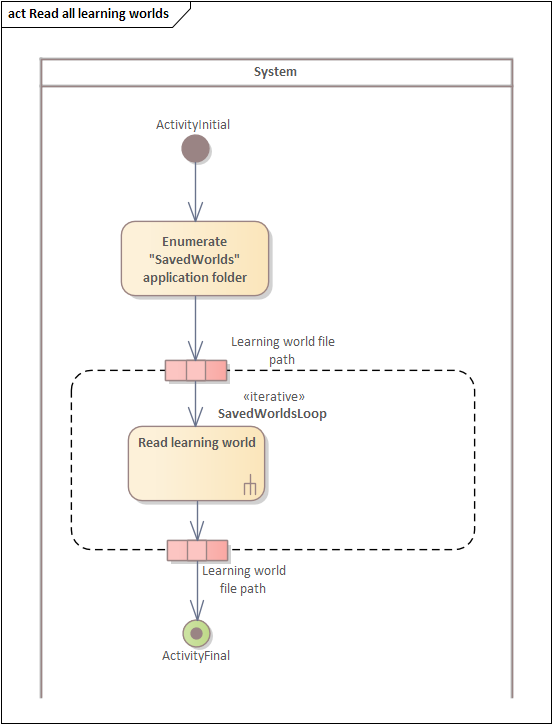 act Read all learning worlds
System
ActivityInitial
Enumerate
"SavedWorlds"
application folder
Learning world file
path
«iterative»
SavedWorldsLoop
Read learning world
Learning world
file path
ActivityFinal